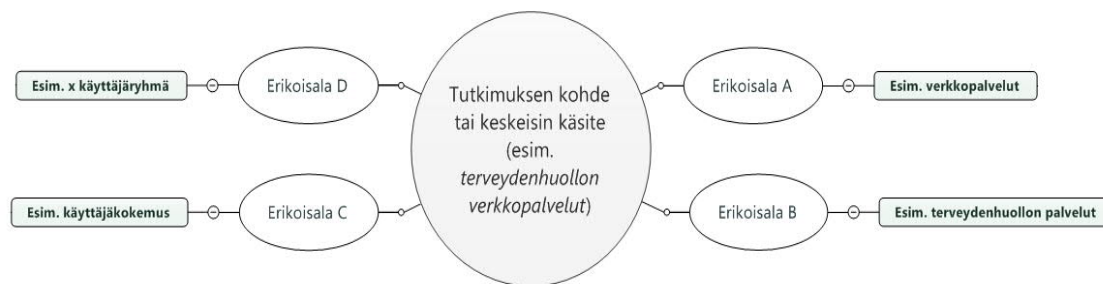 Esim. x käyttäjäryhmä
Erikoisala D
Tutkimuksen kohde
tai keskeisin käsite
(esim.
terveydenhuollon
verkkopalvelut)
Erikoisala A
Esim. verkkopalvelut
Esim. käyttäjäkokemus
Erikoisala C
Erikoisala B
Esim. terveydenhuollon palvelut